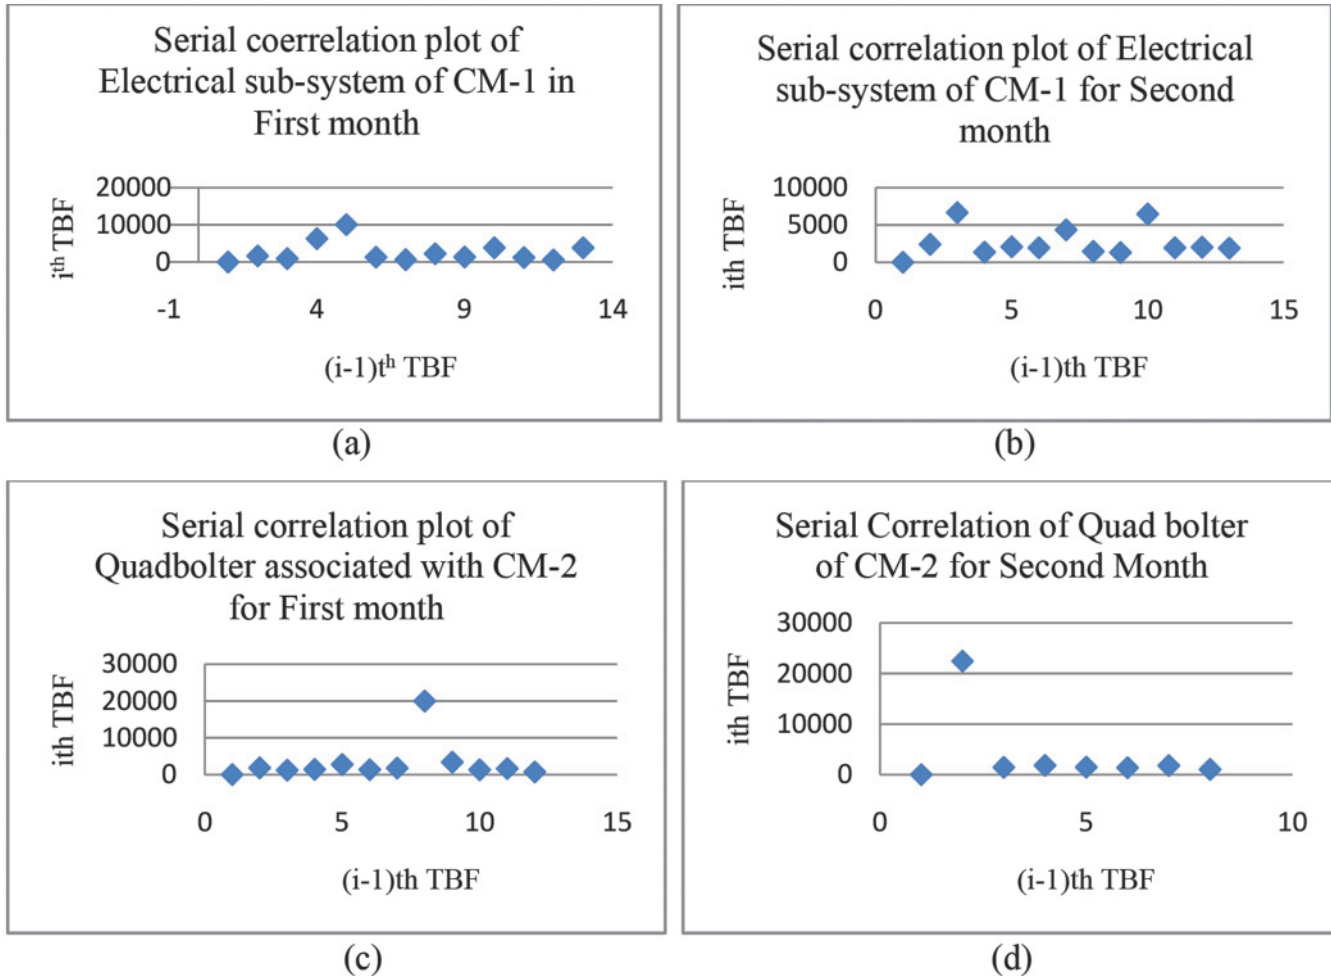 Serial coerrelation plot of
Electrical sub-system of CM-1 in
First month
20000
10000
0
-1
4
9
14
i^th TBF
(i-1)t^h TBF
(a)
Serial correlation plot of Electrical
sub-system of CM-1 for Second
month
10000
5000
0
0
5
10
15
ith TBF
(i-1)th TBF
(b)
Serial correlation plot of
Quadbolter associated with CM-2
for First month
30000
20000
10000
0
0
5
10
15
ith TBF
(i-1)th TBF
(c)
Serial Correlation of Quad bolter
of CM-2 for Second Month
30000
20000
10000
0
0
5
10
ith TBF
(i-1)th TBF
(d)